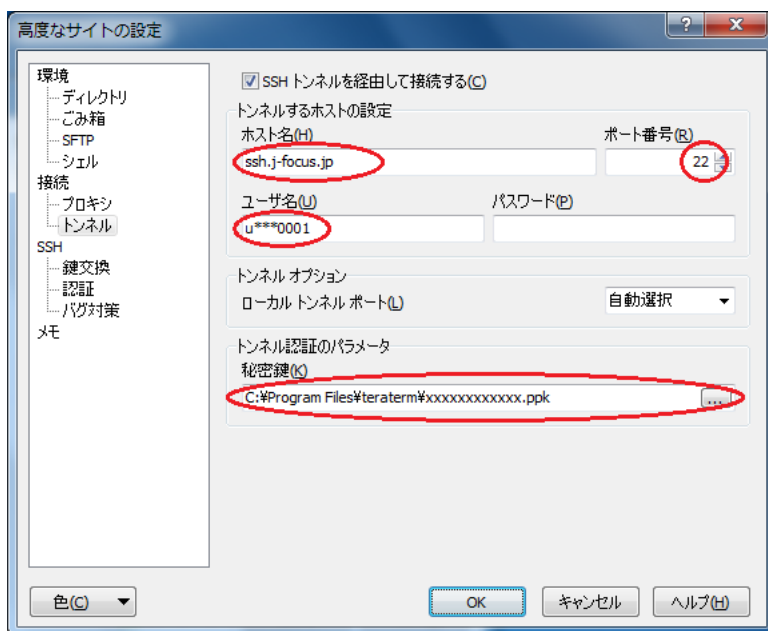 高度なサイトの設定
環境
ディレクトリ
ごみ箱
SFTP
シェル
接続
プロキシ
トンネル
SSH
鍵交換
認証
バグ対策
メモ
SSH トンネルを経由して接続する(C)
トンネルするホストの設定
ホスト名(H) ポート番号(R)
ssh.j-focus.jp 22
ユーザ名(U) パスワード(P)
u***0001
トンネル オプション
ローカル トンネル ポート(L) 自動選択
トンネル認証のパラメータ
秘密鍵(K)
C:¥Program Files¥teraterm¥xxxxxxxxxxxx.ppk ...
色(C) OK キャンセル ヘルプ(H)